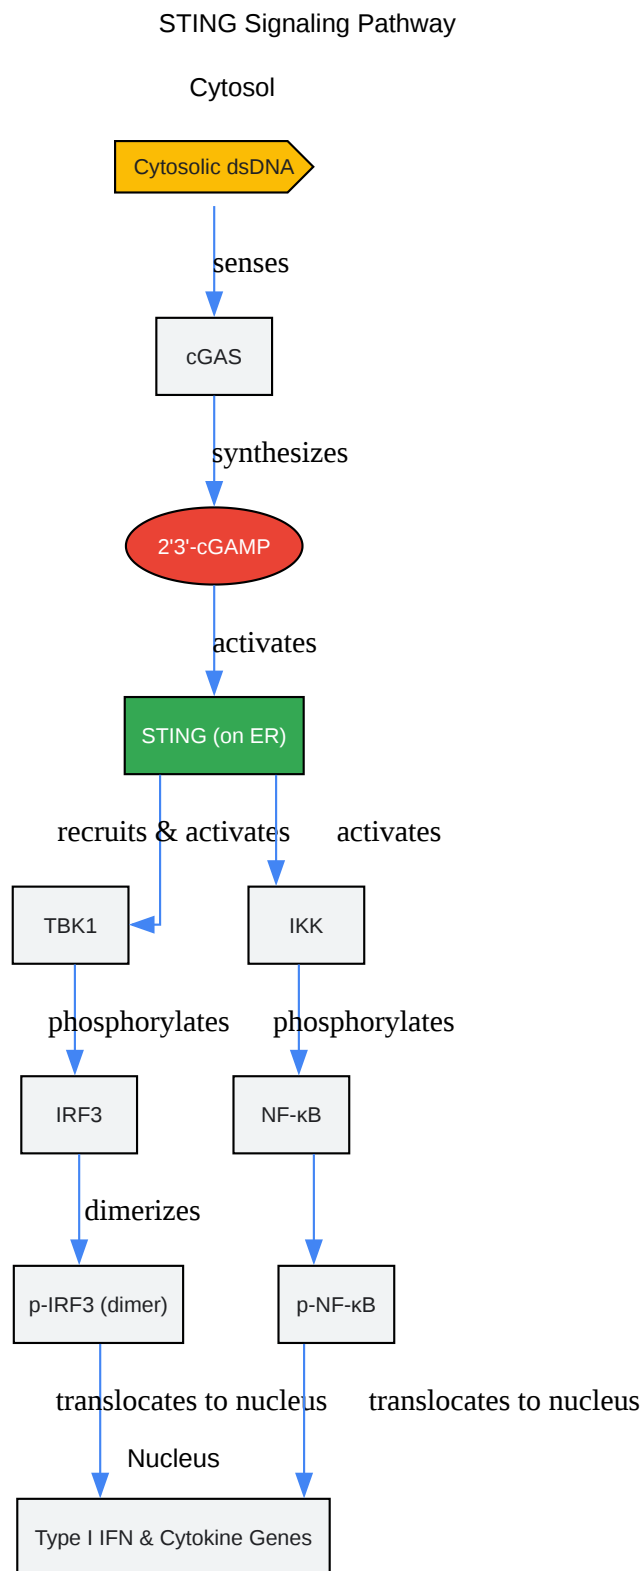 STING Signaling Pathway
Cytosol
Cytosolic dsDNA
senses
cGAS
synthesizes
2'3'-cGAMP
activates
STING (on ER)
recruits & activates
activates
TBK1
IKK
phosphorylates
phosphorylates
IRF3
NF-κB
dimerizes
p-IRF3 (dimer)
p-NF-κB
translocates to nucleus
translocates to nucleus
Nucleus
Type I IFN & Cytokine Genes